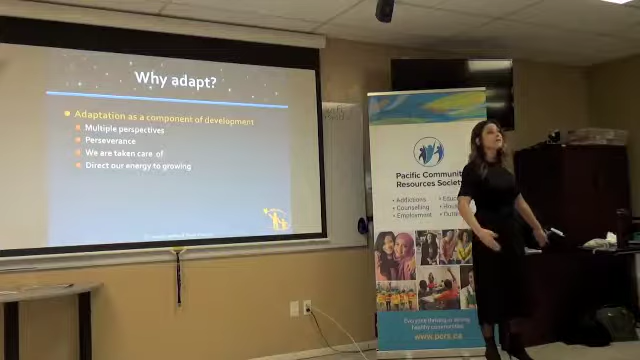 Why adapt?
Adaptation as a component of development
Multiple perspectives
Perseverance
We are taken care of
Direct our energy to growing
Pacific Community
Resources Society
• Addictions
• Counselling
• Employment
www.pcrs.ca